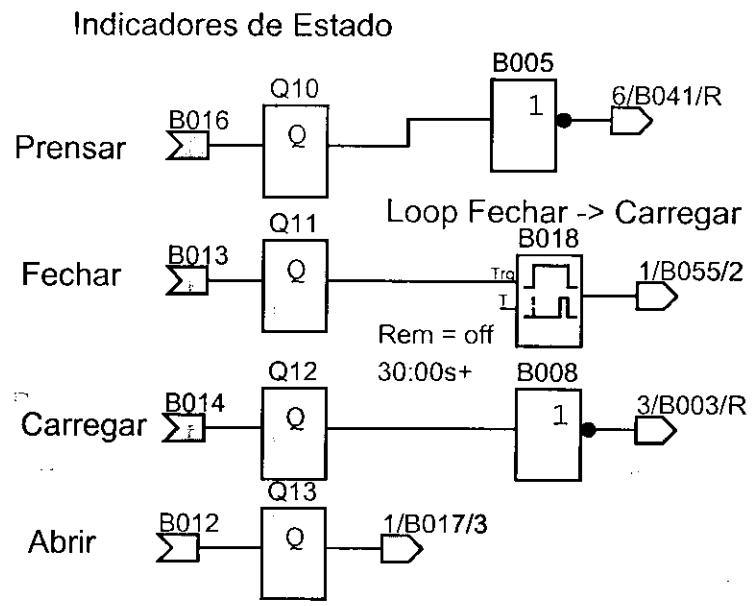 Indicadores de Estado
B005
Q10
1
6/B041/R
B016
Q
Prensar
Loop Fechar -> Carregar
Q11
B018
B013
Q
1/B055/2
Fechar
Trg
T
Rem = off
Q12
30:00s+
B008
B014
Q
1
3/B003/R
Carregar
Q13
B012
Q
1/B017/3
Abrir